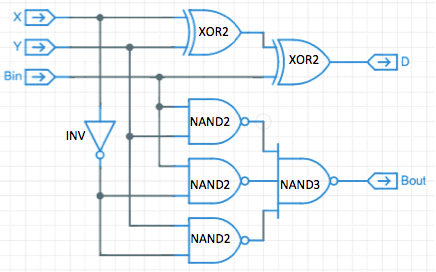 X
XOR2
Y
XOR2
D
Bin
NAND2
INV
NAND2
NAND3
Bout
NAND2